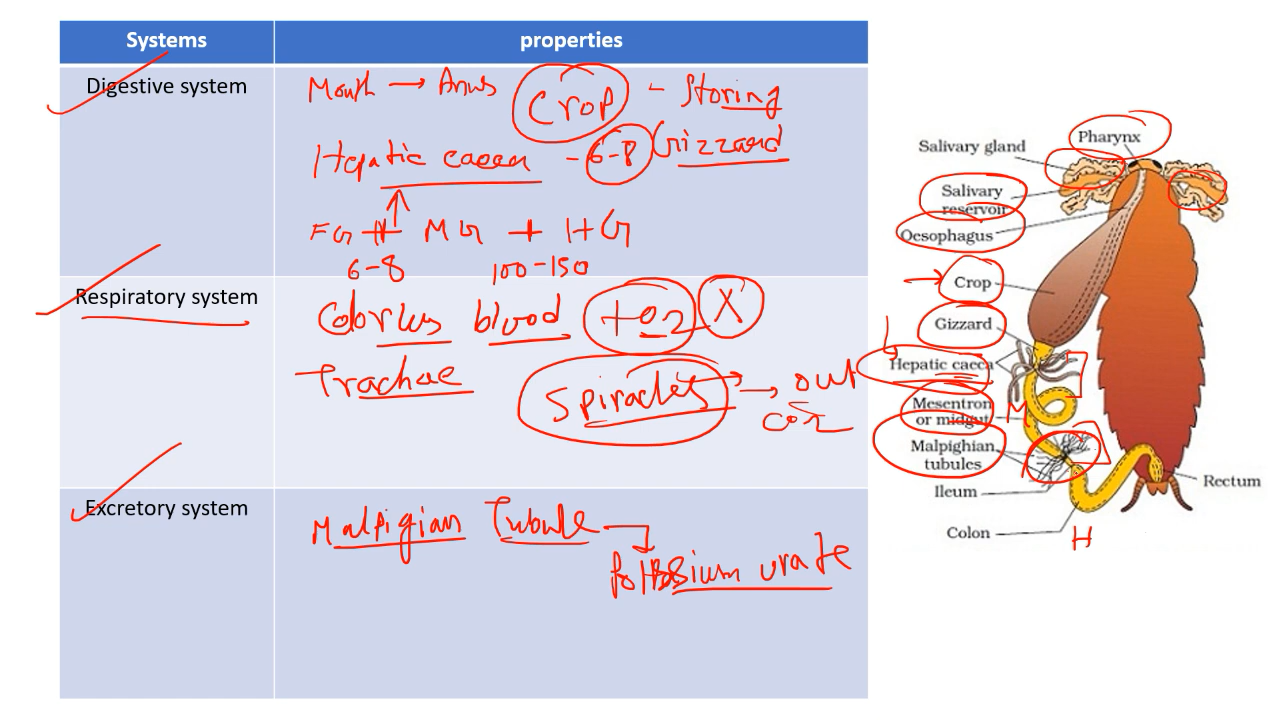 Systems properties
Digestive system
Mouth → Anus Crop - Storing
Hepatic caeca - 6-8 Gizzard
FG + MG + HG
6-8 100-150
Respiratory system
Colorless blood +O2 X
Trachae Spiracles → out
CO2
Excretory system
Malpigian Tubule
Potassium urate
Pharynx
Salivary gland
Salivary
reservoir
Oesophagus
Crop
Gizzard
Hepatic caeca
Mesentron
or midgut
M
Malpighian
tubules
Ileum
Rectum
Colon
H